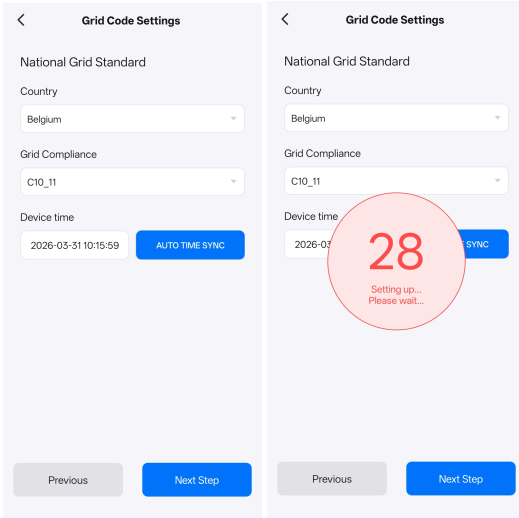 Grid Code Settings
National Grid Standard
Country
Belgium
Grid Compliance
C10_11
Device time
2026-03-31 10:15:59
AUTO TIME SYNC
Previous
Next Step
Grid Code Settings
National Grid Standard
Country
Belgium
Grid Compliance
C10_11
Device time
2026-03
SYNC
28
Setting up...
Please wait...
Previous
Next Step